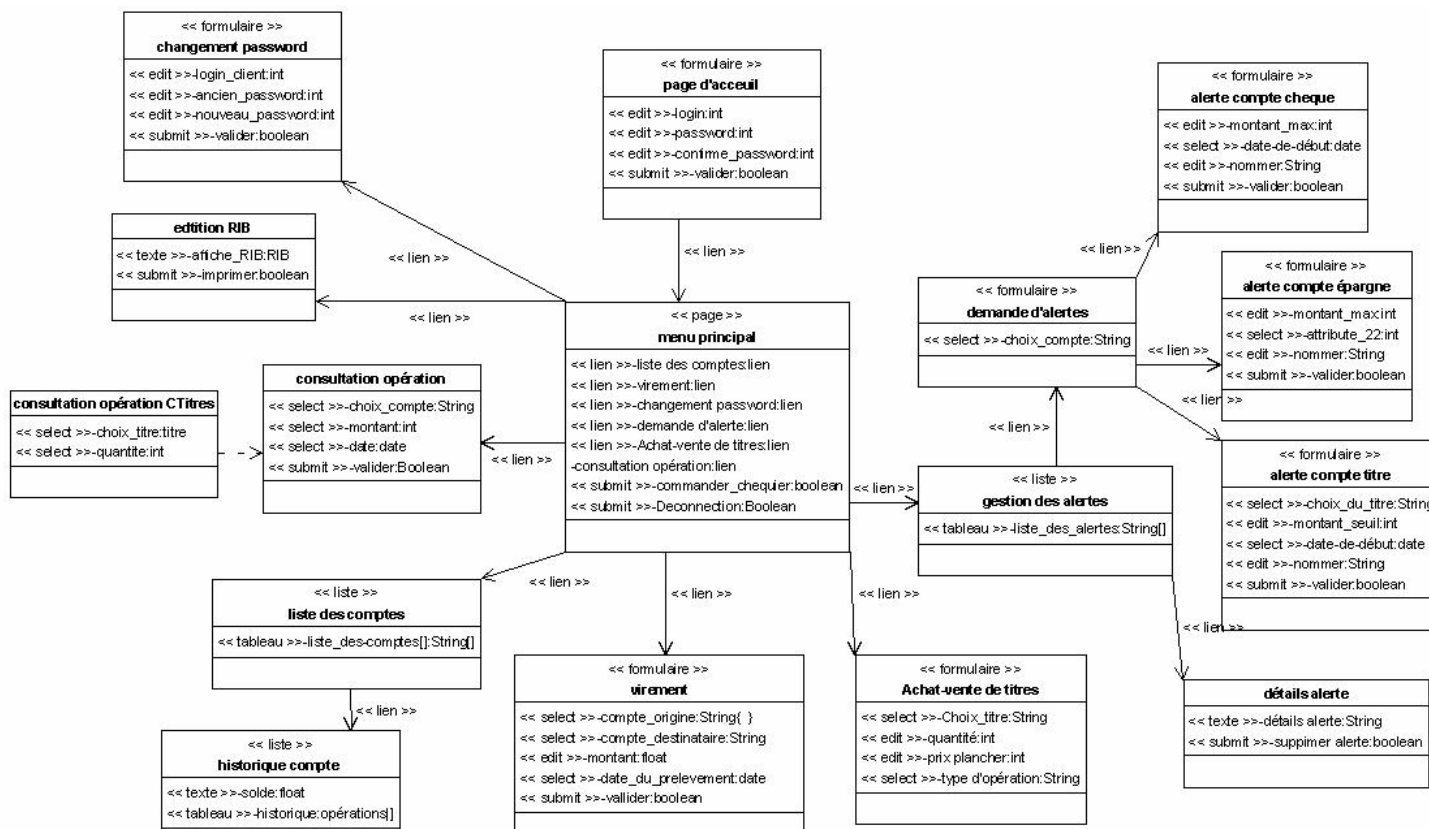 << formulaire >>
changement password
<< edit >>-login_client:int
<< edit >>-ancien_password:int
<< edit >>-nouveau_password:int
<< submit >>-valider:boolean
<< formulaire >>
page d'acceuil
<< edit >>-login:int
<< edit >>-password:int
<< edit >>-confirme_password:int
<< submit >>-valider:boolean
<< formulaire >>
alerte compte cheque
<< edit >>-montant_max:int
<< select >>-date-de-début:date
<< edit >>-nommer:String
<< submit >>-valider:boolean
edtition RIB
<< texte >>-affiche_RIB:RIB
<< submit >>-imprimer:boolean
<< lien >>
<< lien >>
<< lien >>
<< lien >>
<< formulaire >>
demande d'alertes
<< select >>-choix_compte:String
<< formulaire >>
alerte compte épargne
<< edit >>-montant_max:int
<< select >>-attribute_22:int
<< edit >>-nommer:String
<< submit >>-valider:boolean
<< lien >>
<< lien >>
<< lien >>
<< page >>
menu principal
<< lien >>-liste des comptes:lien
<< lien >>-virement:lien
<< lien >>-changement password:lien
<< lien >>-demande d'alerte:lien
<< lien >>-Achat-vente de titres:lien
-consultation opération:lien
<< submit >>-commander_chequier:boolean
<< submit >>-Deconnection:Boolean
consultation opération
<< select >>-choix_compte:String
<< select >>-montant:int
<< select >>-date:date
<< submit >>-valider:Boolean
consultation opération CTitres
<< select >>-choix_titre:titre
<< select >>-quantite:int
<< lien >>
<< lien >>
<< liste >>
gestion des alertes
<< tableau >>-liste_des_alertes:String[]
<< formulaire >>
alerte compte titre
<< select >>-choix_du_titre:String
<< edit >>-montant_seuil:int
<< select >>-date-de-début:date
<< edit >>-nommer:String
<< submit >>-valider:boolean
<< lien >>
<< lien >>
<< lien >>
<< lien >>
<< liste >>
liste des comptes
<< tableau >>-liste_des-comptes[]:String[]
<< lien >>
<< liste >>
historique compte
<< texte >>-solde:float
<< tableau >>-historique:opérations[]
<< formulaire >>
virement
<< select >>-compte_origine:String{ }
<< select >>-compte_destinataire:String
<< edit >>-montant:float
<< select >>-date_du_prelevement:date
<< submit >>-vallider:boolean
<< formulaire >>
Achat-vente de titres
<< select >>-Choix_titre:String
<< edit >>-quantité:int
<< edit >>-prix plancher:int
<< select >>-type d'opération:String
détails alerte
<< texte >>-détails alerte:String
<< submit >>-suppimer alerte:boolean